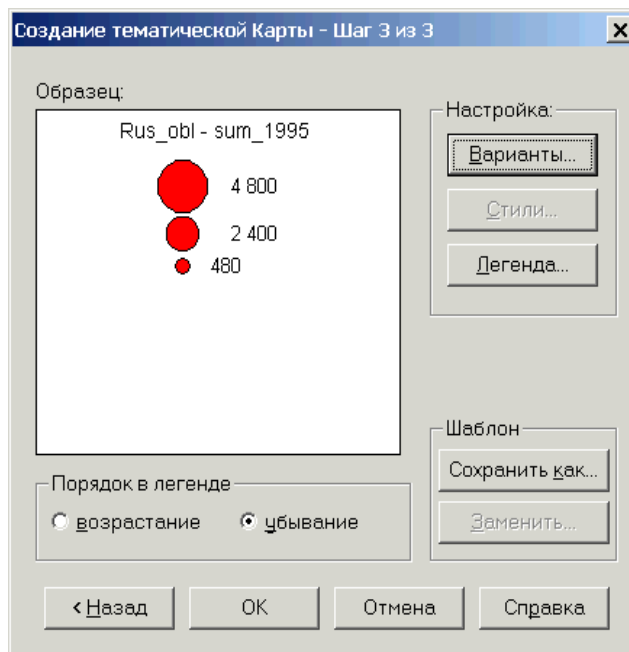 Создание тематической Карты - Шаг 3 из 3
Образец:
Rus_obl - sum_1995
4 800
2 400
480
Настройка:
Варианты...
Стили...
Легенда...
Шаблон
Сохранить как...
Заменить...
Порядок в легенде
возрастание
убывание
< Назад
OK
Отмена
Справка